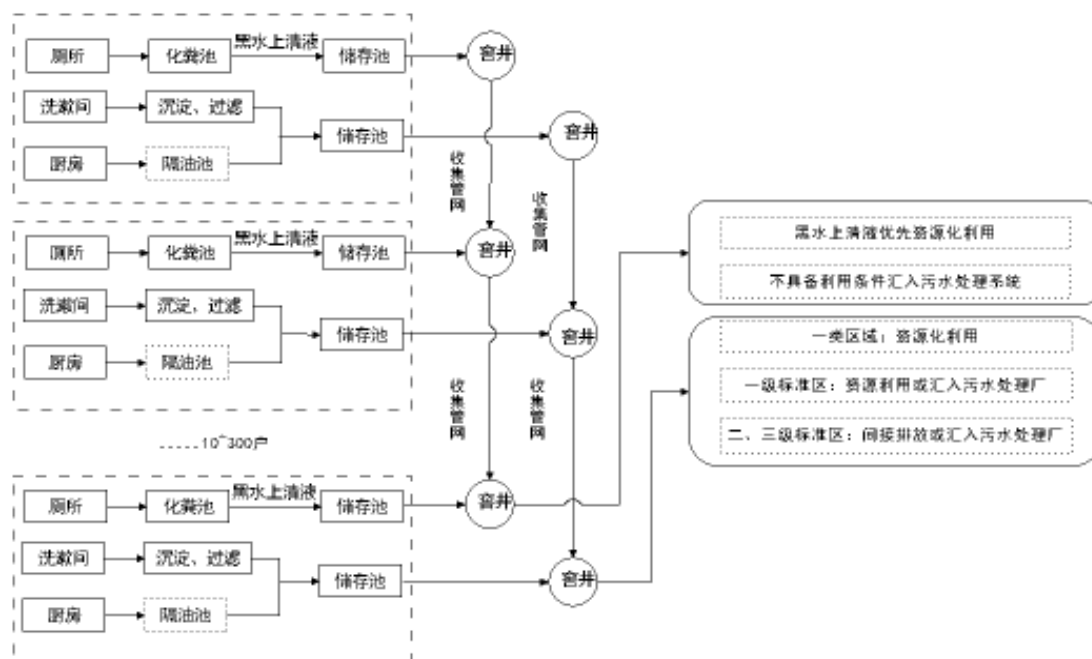 厕所 化粪池 黑水上清液 储存池 窖井
洗漱间 沉淀、过滤
厨房 隔油池 储存池 窖井
收集管网
收集管网
厕所 化粪池 黑水上清液 储存池 窖井
洗漱间 沉淀，过滤
厨房 隔油池 储存池 窖井
收集管网
收集管网
-----10~300户
厕所 化粪池 黑水上清液 储存池 窖井
洗漱间 沉淀、过滤
厨房 隔油池 储存池 窖井
黑水上清液优先资源化利用
不具备利用条件汇入污水处理系统
一类区域：资源化利用
一级标准区：资源利用或汇入污水处理厂
二、三级标准区：间接排放或汇入污水处理厂